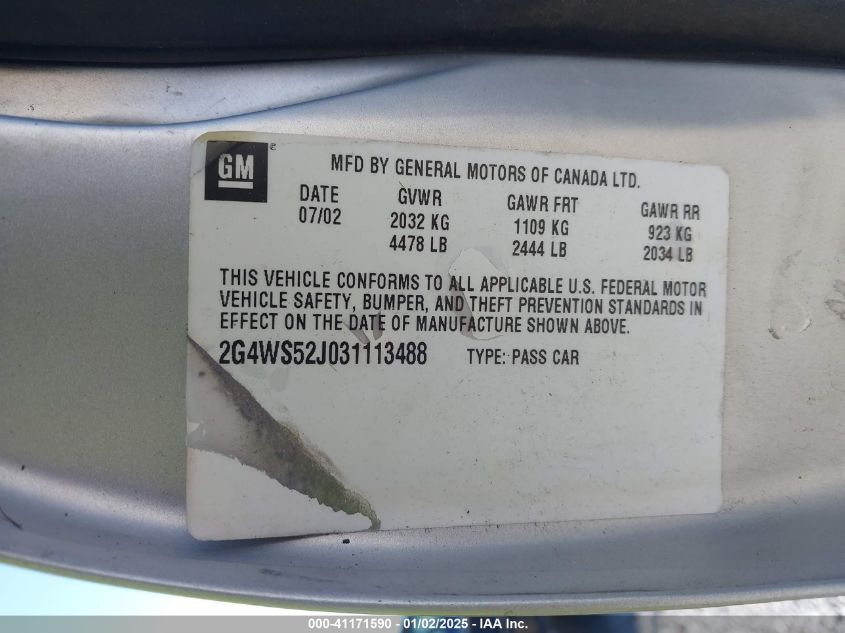 GM
MFD BY GENERAL MOTORS OF CANADA LTD.
DATE GVWR GAWR FRT GAWR RR
07/02 2032 KG 1109 KG 923 KG
4478 LB 2444 LB 2034 LB
THIS VEHICLE CONFORMS TO ALL APPLICABLE U.S. FEDERAL MOTOR
VEHICLE SAFETY, BUMPER, AND THEFT PREVENTION STANDARDS IN
EFFECT ON THE DATE OF MANUFACTURE SHOWN ABOVE.
2G4WS52J031113488 TYPE: PASS CAR
000-41171590 - 01/02/2025 - IAA Inc.